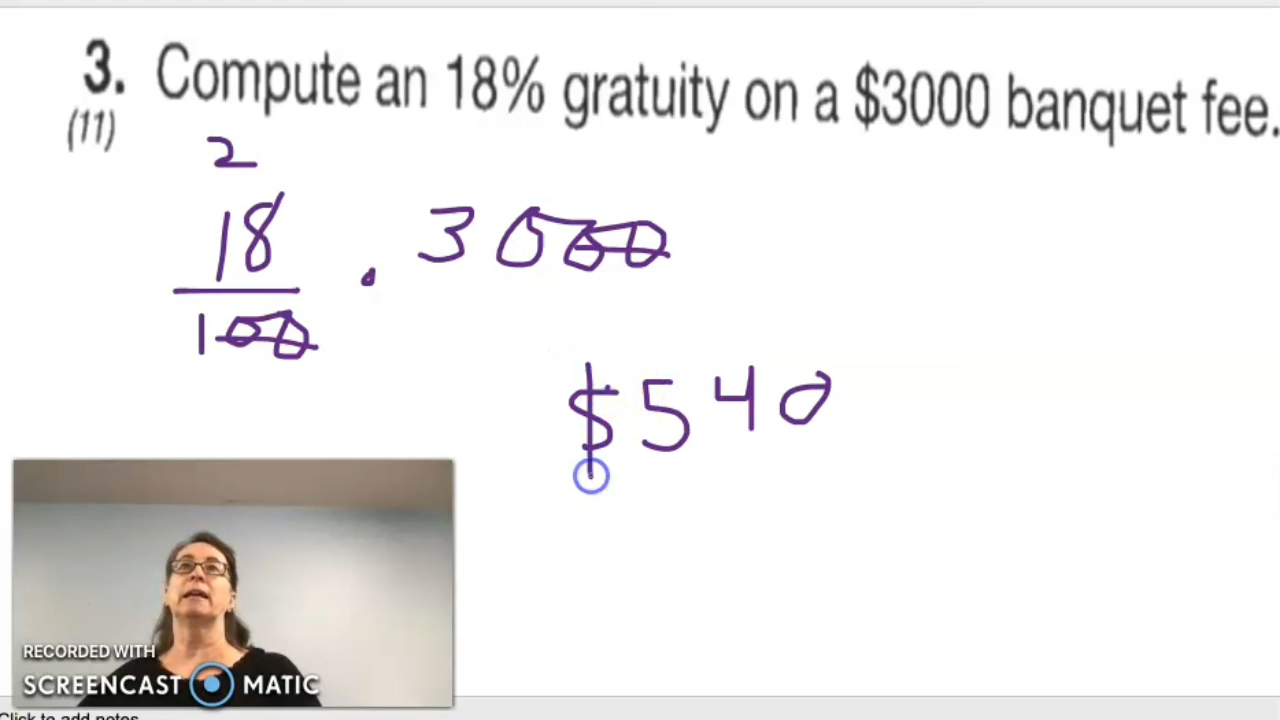 3. Compute an 18% gratuity on a $3000 banquet fee.
(11)
2
18 . 3000
100
$540
RECORDED WITH
SCREENCAST MATIC
Click to add notes